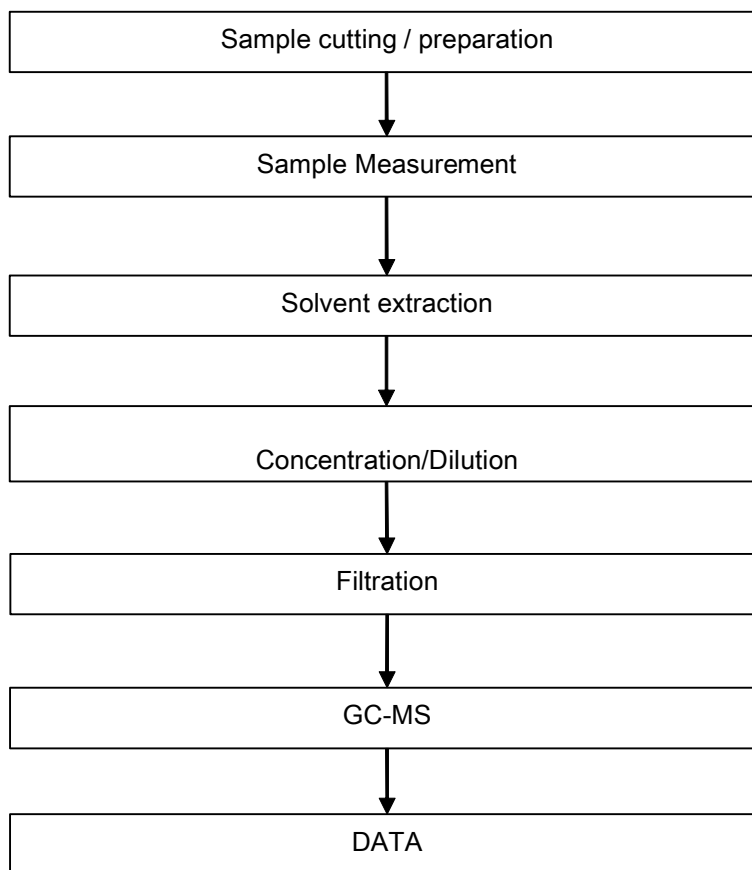 Sample cutting / preparation
Sample Measurement
Solvent extraction
Concentration/Dilution
Filtration
GC-MS
DATA